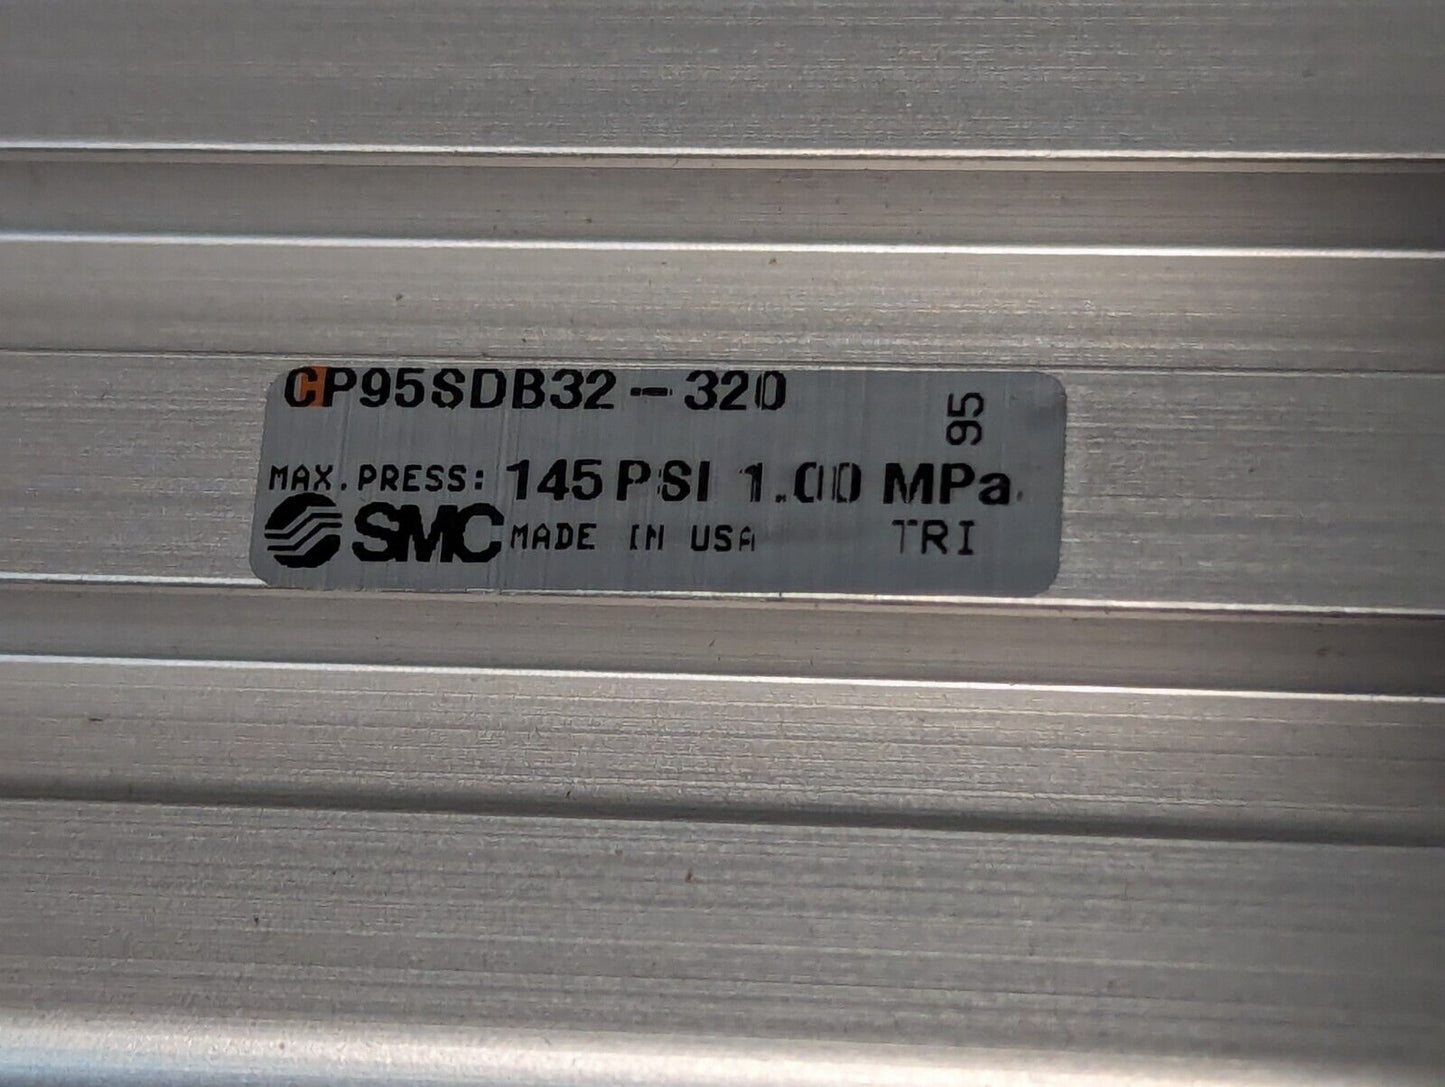 CP95SDB32-320
95
MAX. PRESS: 145 PSI 1.00 MPa
SMC MADE IN USA TRI